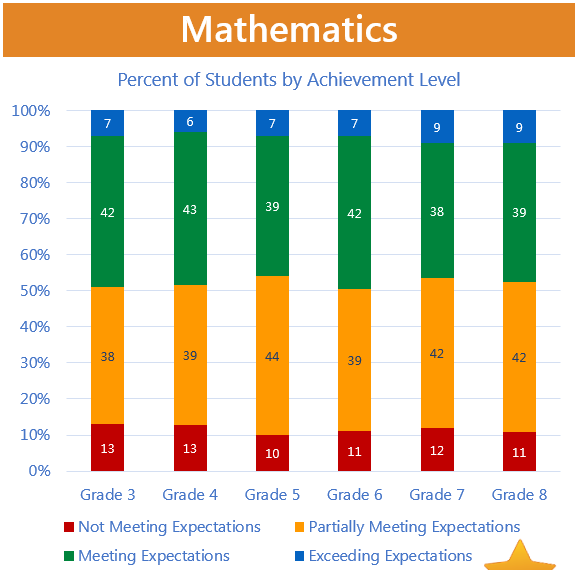 Mathematics
Percent of Students by Achievement Level
100%
90%
80%
70%
60%
50%
40%
30%
20%
10%
0%
7 6 7 7 9 9
42 43 39 42 38 39
38 39 44 39 42 42
13 13 10 11 12 11
Grade 3 Grade 4 Grade 5 Grade 6 Grade 7 Grade 8
Not Meeting Expectations Partially Meeting Expectations
Meeting Expectations Exceeding Expectations